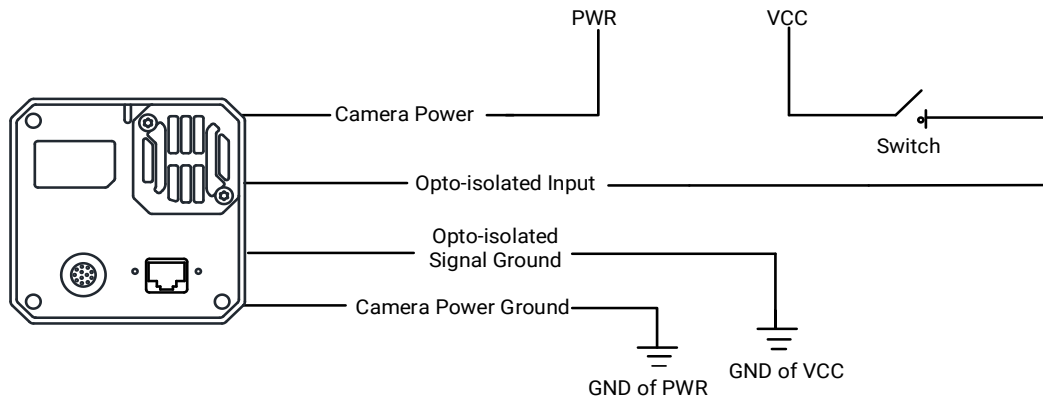 PWR
VCC
Camera Power
Switch
Opto-isolated Input
Opto-isolated
Signal Ground
Camera Power Ground
GND of VCC
GND of PWR